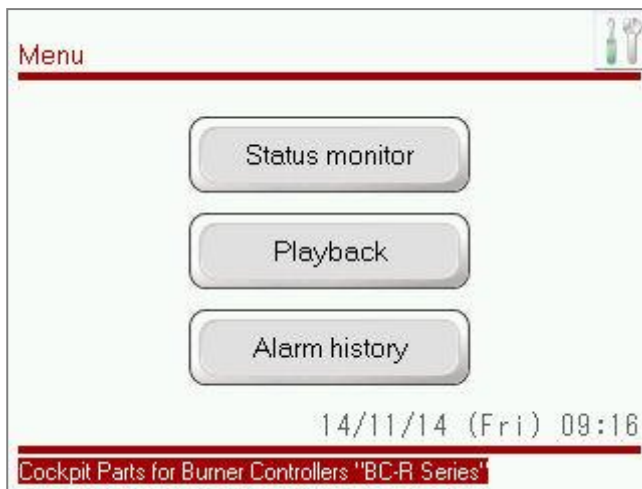 Menu
Status monitor
Playback
Alarm history
14/11/14 (Fri) 09:16
Cockpit Parts for Burner Controllers "BC-R Series"